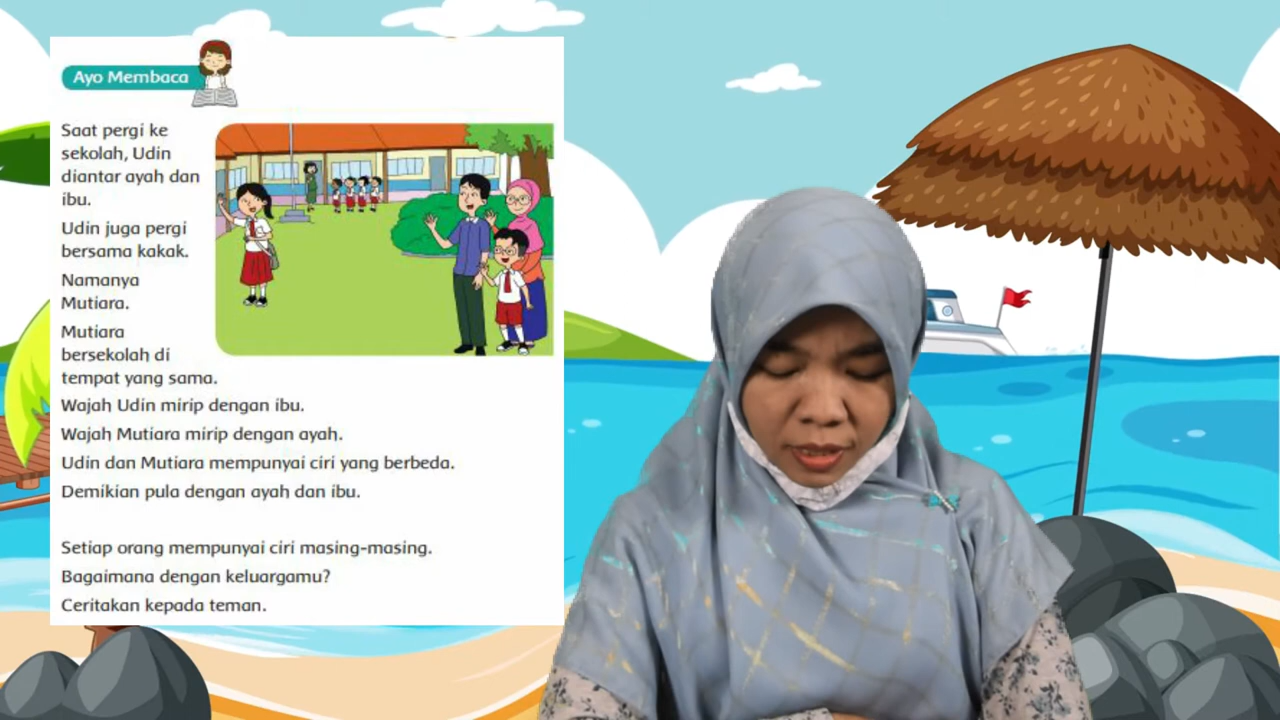 Ayo Membaca
Saat pergi ke
sekolah, Udin
diantar ayah dan
ibu.
Udin juga pergi
bersama kakak.
Namanya
Mutiara.
Mutiara
bersekolah di
tempat yang sama.
Wajah Udin mirip dengan ibu.
Wajah Mutiara mirip dengan ayah.
Udin dan Mutiara mempunyai ciri yang berbeda.
Demikian pula dengan ayah dan ibu.
Setiap orang mempunyai ciri masing-masing.
Bagaimana dengan keluargamu?
Ceritakan kepada teman.